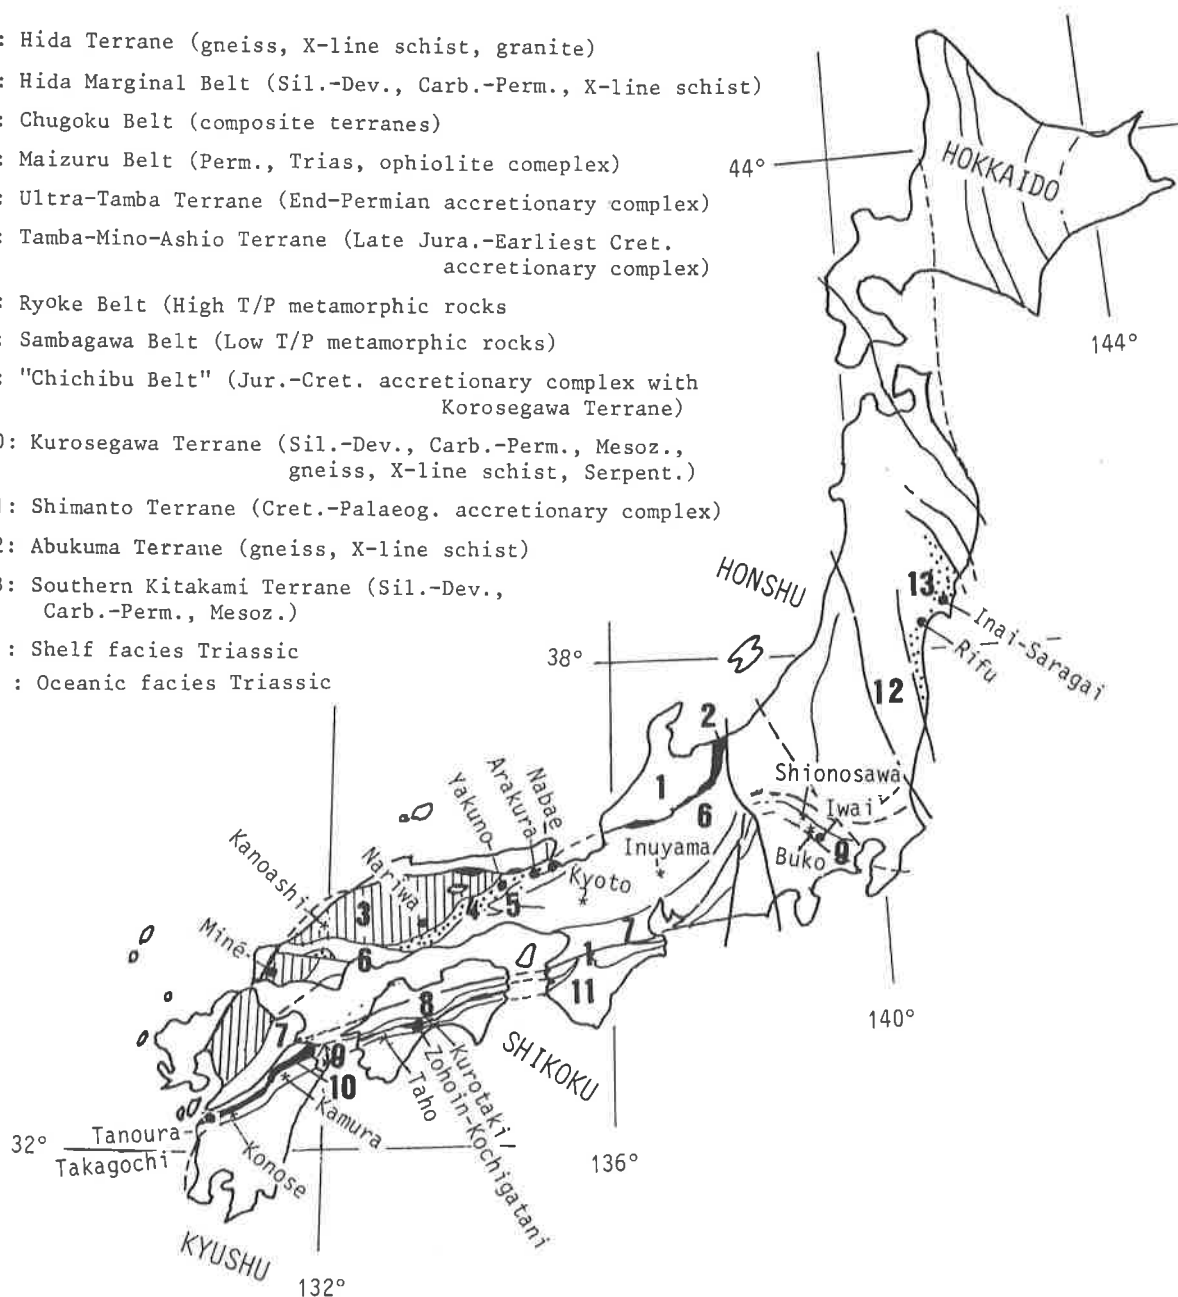 : Hida Terrane (gneiss, X-line schist, granite)
: Hida Marginal Belt (Sil.-Dev., Carb.-Perm., X-line schist)
: Chugoku Belt (composite terranes)
: Maizuru Belt (Perm., Trias, ophiolite comeplex)
: Ultra-Tamba Terrane (End-Permian accretionary complex)
: Tamba-Mino-Ashio Terrane (Late Jura.-Earliest Cret.
accretionary complex)
: Ryoke Belt (High T/P metamorphic rocks
: Sambagawa Belt (Low T/P metamorphic rocks)
: "Chichibu Belt" (Jur.-Cret. accretionary complex with
Korosegawa Terrane)
0: Kurosegawa Terrane (Sil.-Dev., Carb.-Perm., Mesoz.,
gneiss, X-line schist, Serpent.)
: Shimanto Terrane (Cret.-Palaeog. accretionary complex)
2: Abukuma Terrane (gneiss, X-line schist)
3: Southern Kitakami Terrane (Sil.-Dev.,
Carb.-Perm., Mesoz.)
: Shelf facies Triassic
: Oceanic facies Triassic
44°
HOKKAIDO
144°
HONSHU
13
Inai-Saragai
Rifu
38°
12
2
1
6
Shionosawa
Iwai
Buko
9
Nabae
Arakura
Yakuno
Inuyama
Kyoto
Nariwa
Kanoashi
3
4
5
Miné
6
7
1
11
8
140°
7
9
10
SHIKOKU
Kurotaki
Zohoin-Kochigatani
Taho
Kamura
Konose
32°
Tanoura
Takagochi
136°
KYUSHU
132°